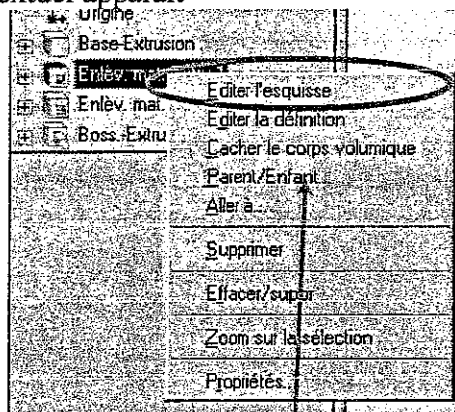 Origine
Base-Extrusion
Enlèv. mat
Editer l'esquisse
Enlèv. mat.
Editer la définition
Boss.-Extru
Cacher le corps volumique
Parent/Enfant...
Aller à...
Supprimer
Effacer/suppr
Zoom sur la sélection
Propriétés...